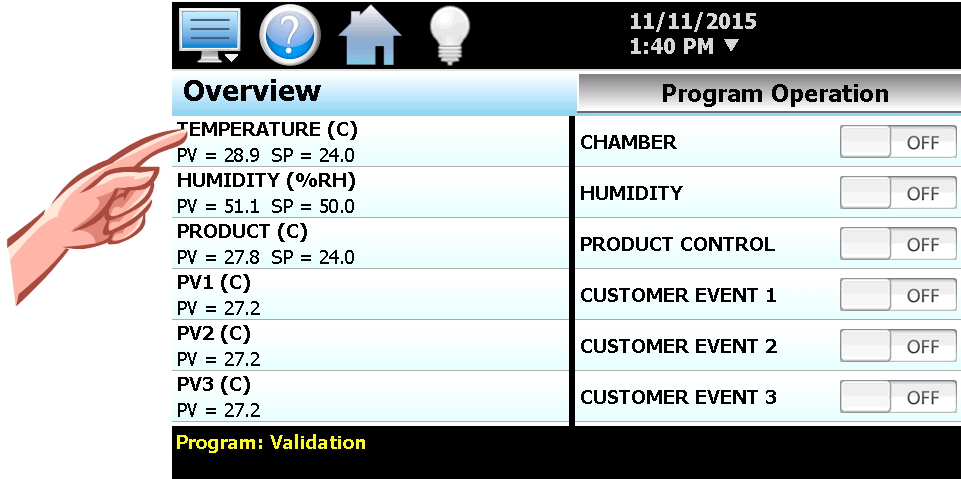 11/11/2015
1:40 PM ▼
Overview
Program Operation
TEMPERATURE (C)
PV = 28.9 SP = 24.0
HUMIDITY (%RH)
PV = 51.1 SP = 50.0
PRODUCT (C)
PV = 27.8 SP = 24.0
PV1 (C)
PV = 27.2
PV2 (C)
PV = 27.2
PV3 (C)
PV = 27.2
CHAMBER OFF
HUMIDITY OFF
PRODUCT CONTROL OFF
CUSTOMER EVENT 1 OFF
CUSTOMER EVENT 2 OFF
CUSTOMER EVENT 3 OFF
Program: Validation